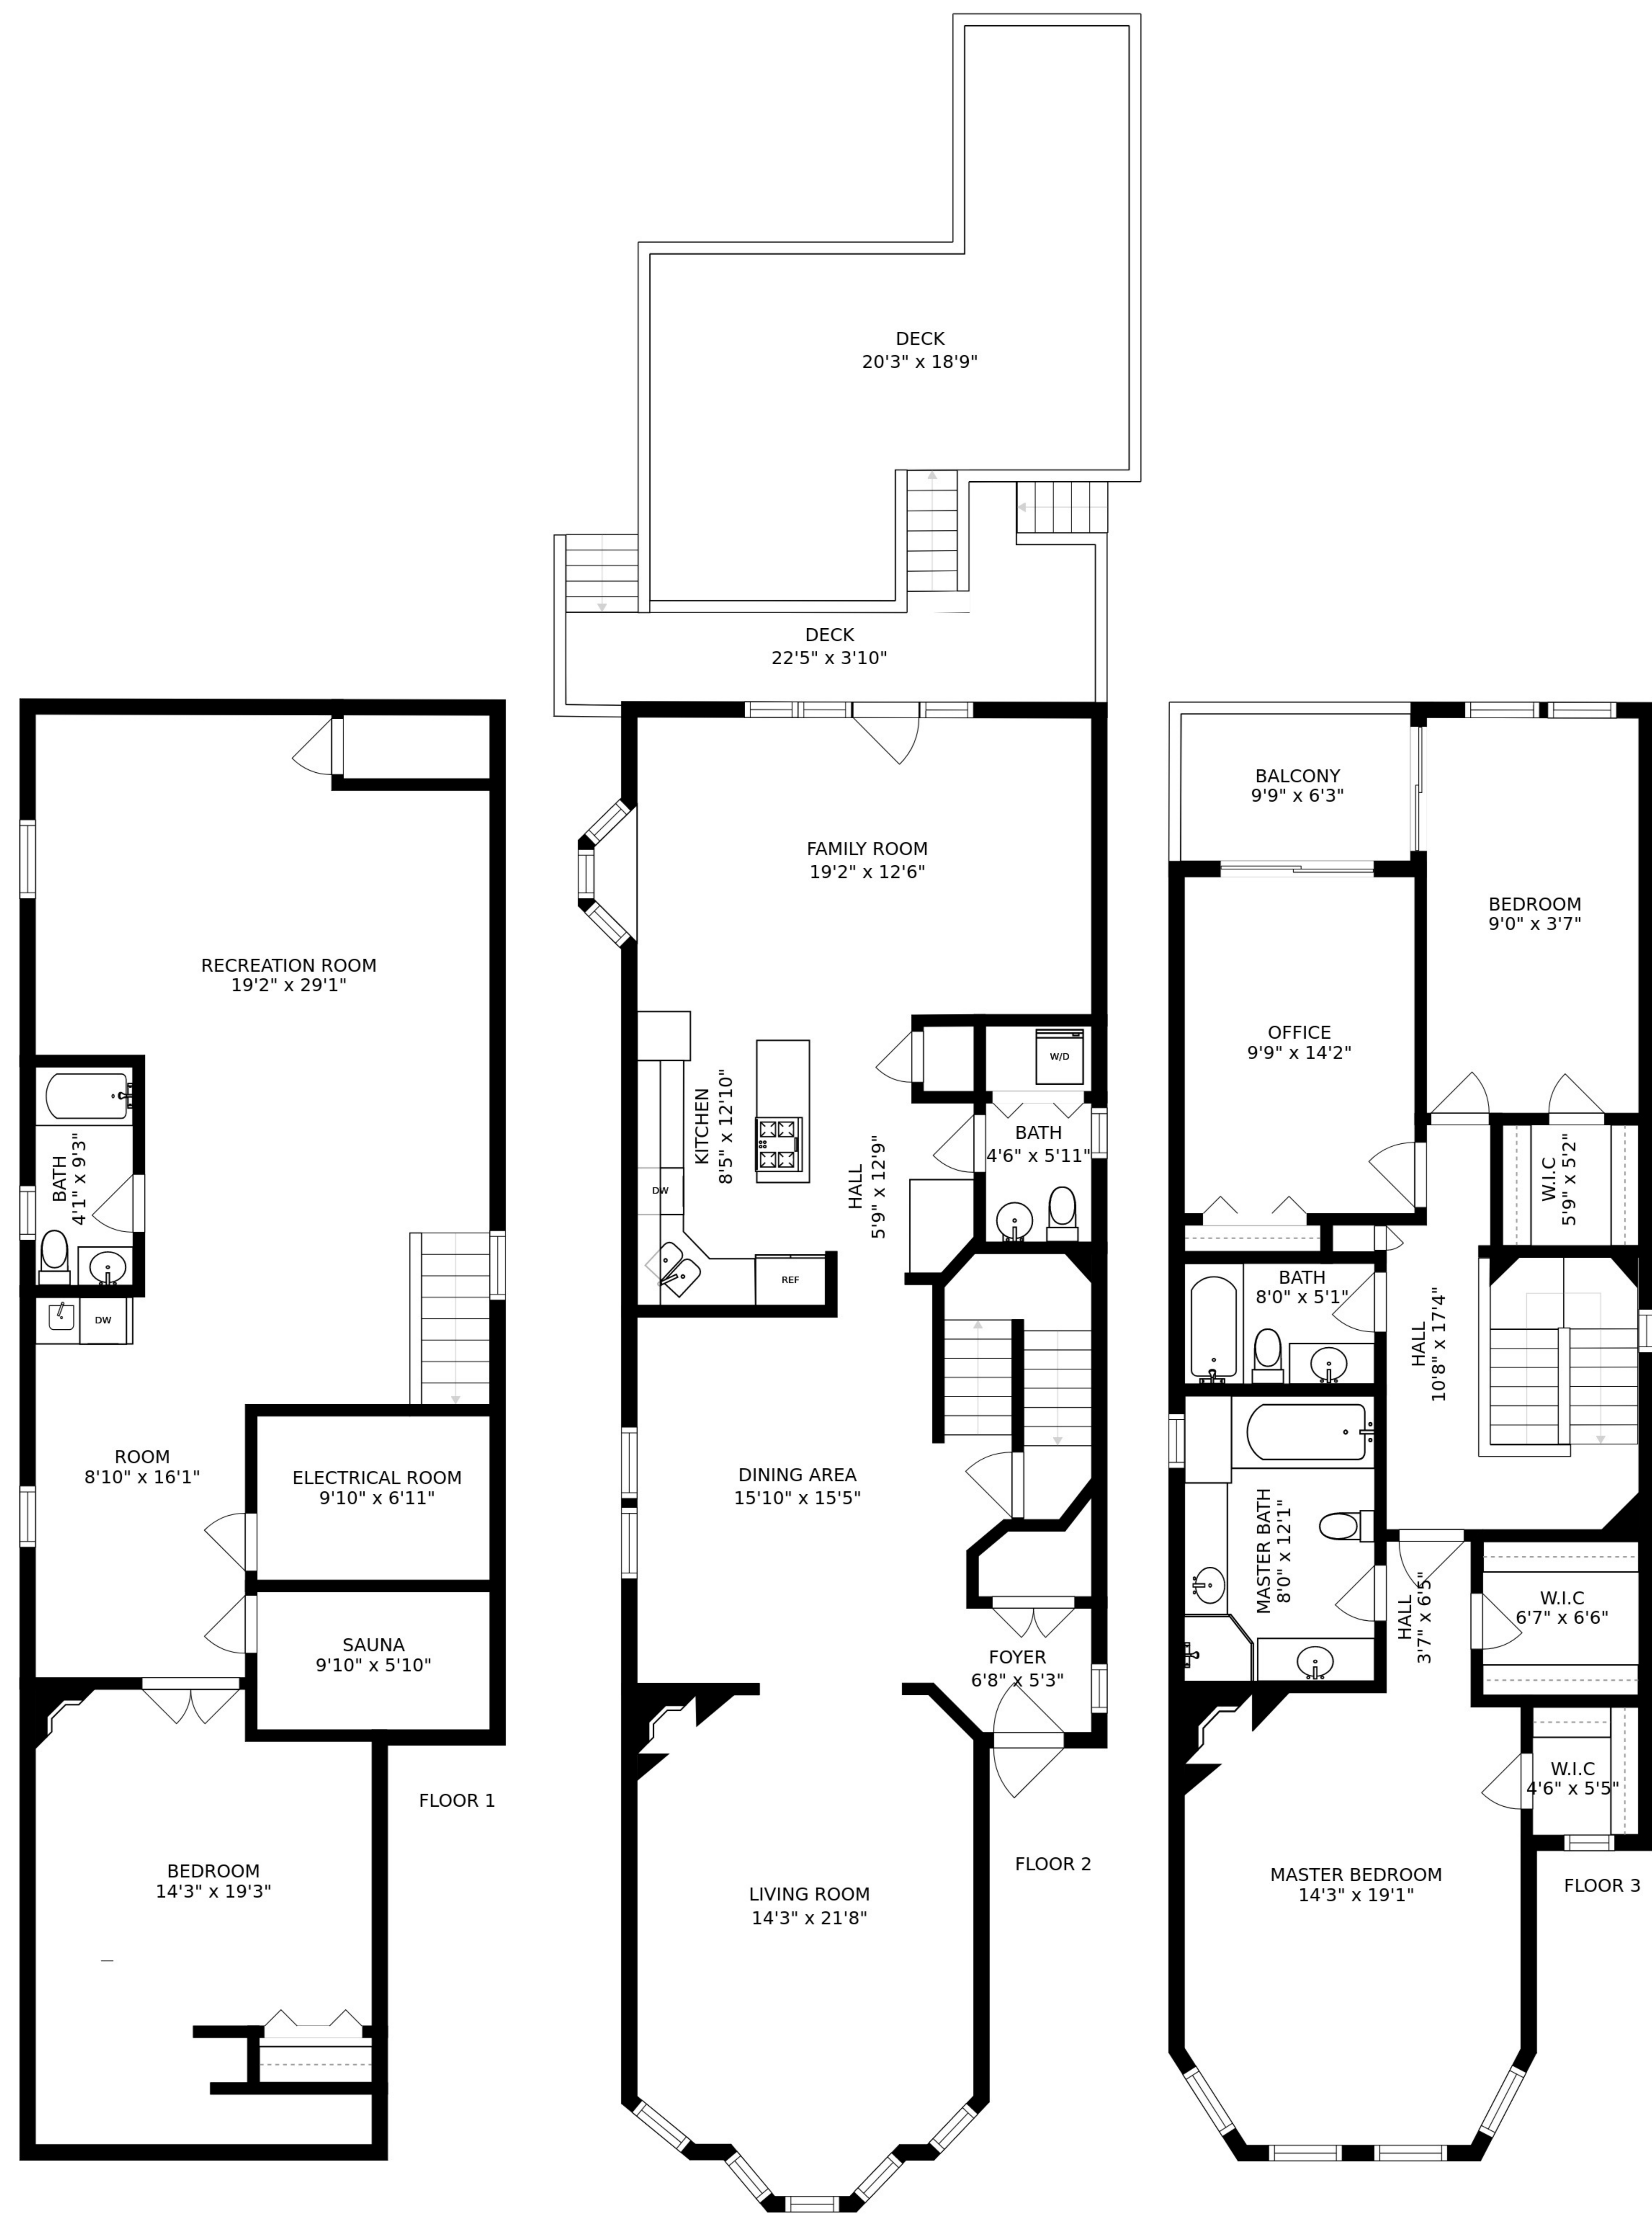 DECK
20'3" x 18'9"
DECK
22'5" x 3'10"
RECREATION ROOM
19'2" x 29'1"
BATH
4'1" x 9'3"
DW
ROOM
8'10" x 16'1"
ELECTRICAL ROOM
9'10" x 6'11"
SAUNA
9'10" x 5'10"
FLOOR 1
BEDROOM
14'3" x 19'3"
FAMILY ROOM
19'2" x 12'6"
KITCHEN
8'5" x 12'10"
DW
REF
HALL
5'9" x 12'9"
W/D
BATH
4'6" x 5'11"
DINING AREA
15'10" x 15'5"
FOYER
6'8" x 5'3"
FLOOR 2
LIVING ROOM
14'3" x 21'8"
BALCONY
9'9" x 6'3"
BEDROOM
9'0" x 3'7"
OFFICE
9'9" x 14'2"
W.I.C
5'9" x 5'2"
BATH
8'0" x 5'1"
HALL
10'8" x 17'4"
MASTER BATH
8'0" x 12'1"
HALL
3'7" x 6'5"
W.I.C
6'7" x 6'6"
W.I.C
4'6" x 5'5"
MASTER BEDROOM
14'3" x 19'1"
FLOOR 3